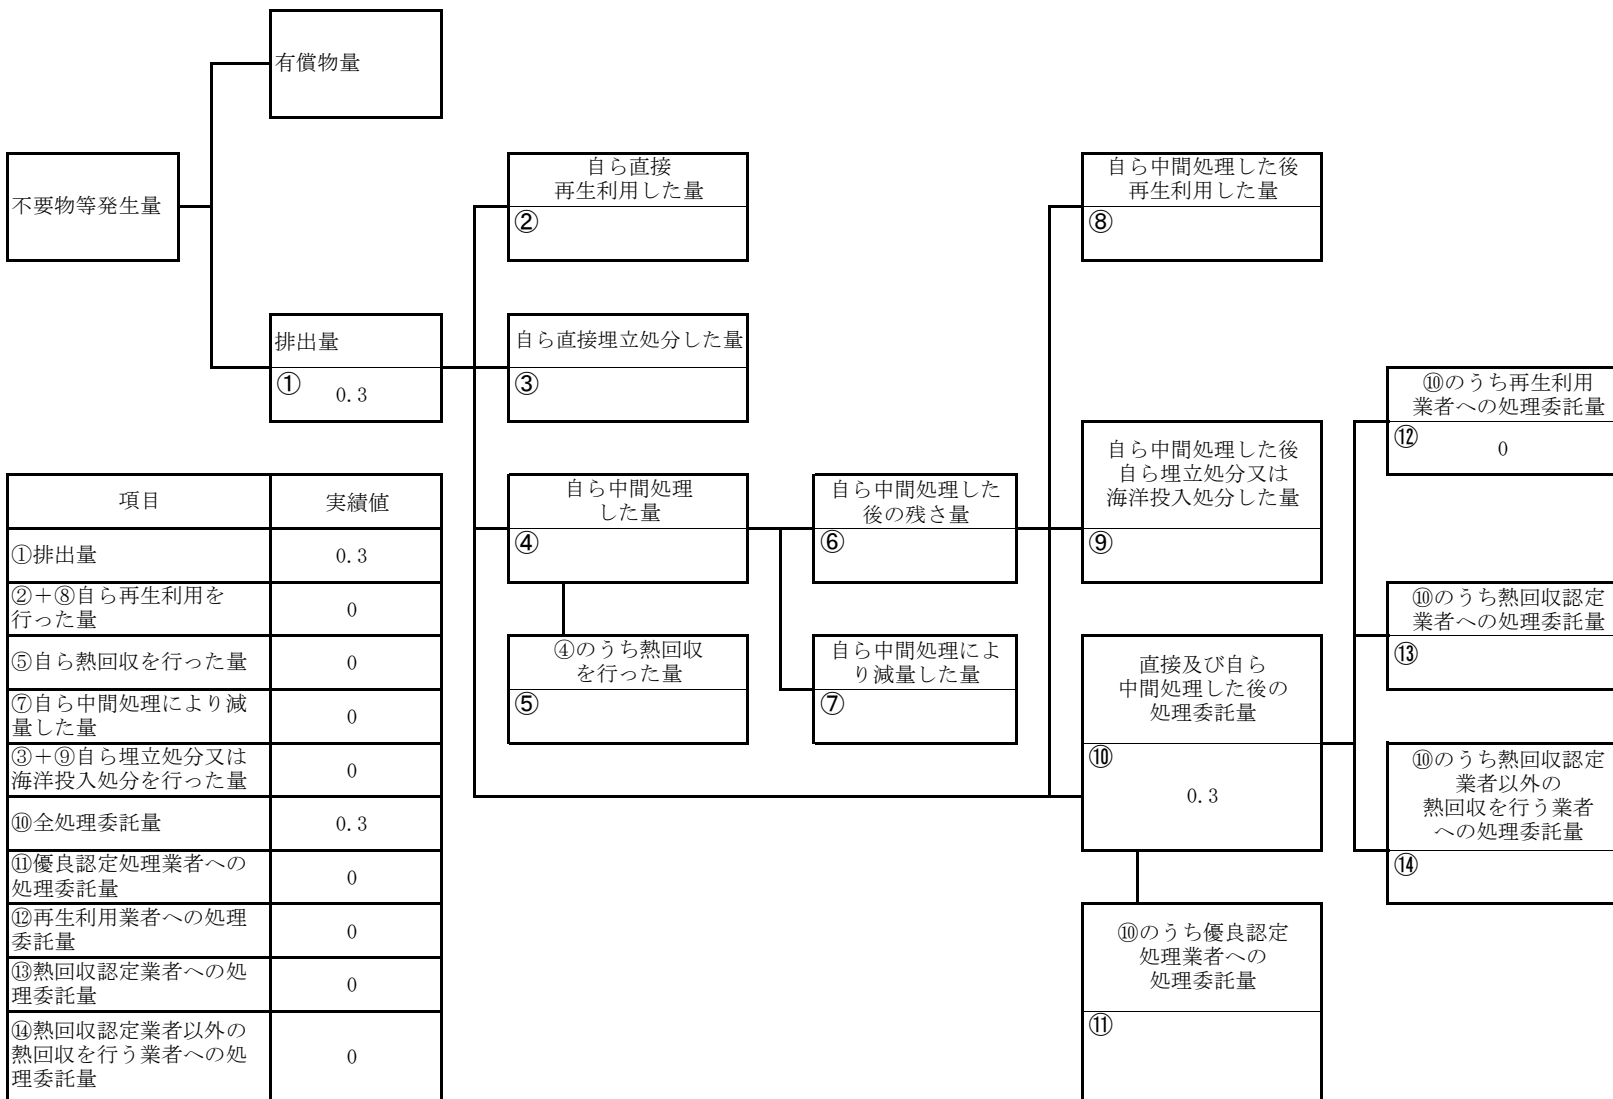 有償物量
不要物等発生量
排出量
①
0.3
自ら直接
再生利用した量
②
自ら直接埋立処分した量
③
自ら中間処理
した量
④
④のうち熱回収
を行った量
⑤
自ら中間処理した
後の残さ量
⑥
自ら中間処理によ
り減量した量
⑦
自ら中間処理した後
再生利用した量
⑧
自ら中間処理した後
自ら埋立処分又は
海洋投入処分した量
⑨
直接及び自ら
中間処理した後の
処理委託量
⑩
0.3
⑩のうち優良認定
処理業者への
処理委託量
⑪
⑩のうち再生利用
業者への処理委託量
⑫
0
⑩のうち熱回収認定
業者への処理委託量
⑬
⑩のうち熱回収認定
業者以外の
熱回収を行う業者
への処理委託量
⑭
項目 実績値
①排出量 0.3
②+⑧自ら再生利用を
行った量 0
⑤自ら熱回収を行った量 0
⑦自ら中間処理により減
量した量 0
③+⑨自ら埋立処分又は
海洋投入処分を行った量 0
⑩全処理委託量 0.3
⑪優良認定処理業者への
処理委託量 0
⑫再生利用業者への処理
委託量 0
⑬熱回収認定業者への処
理委託量 0
⑭熱回収認定業者以外の
熱回収を行う業者への処
理委託量 0